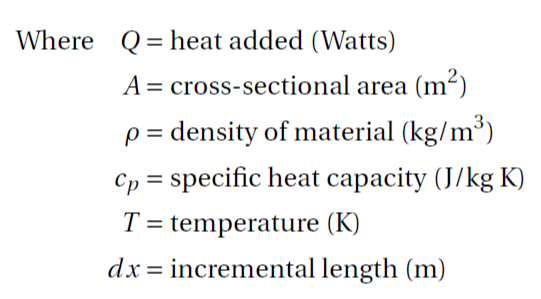 Where Q = heat added (Watts)
A = cross-sectional area (m²)
ρ = density of material (kg/m³)
cₚ = specific heat capacity (J/kg K)
T = temperature (K)
dx = incremental length (m)